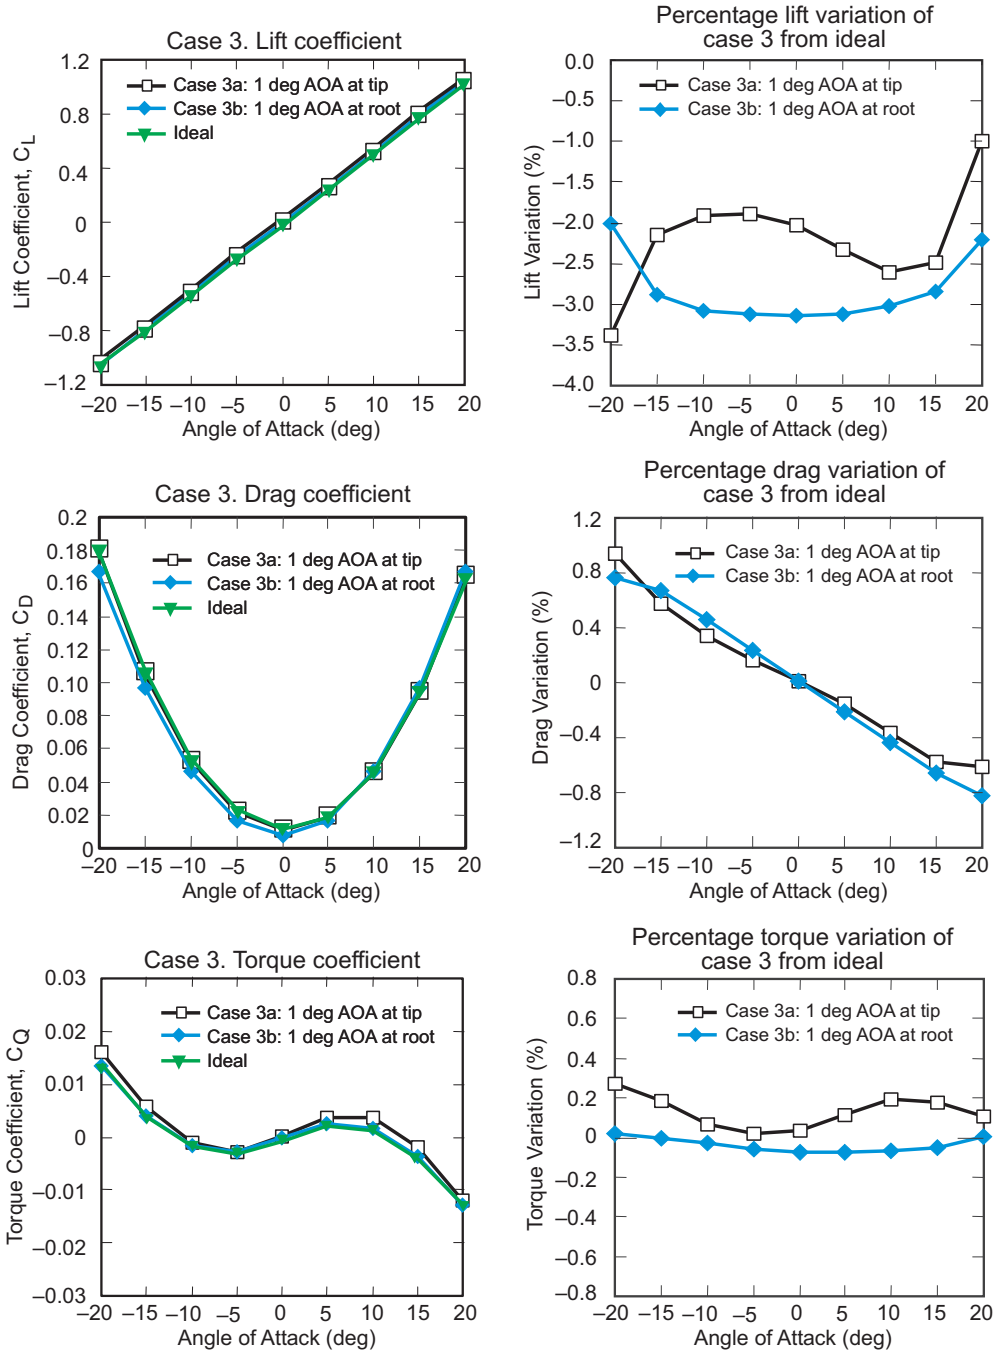 Case 3. Lift coefficient
1.2
0.8
0.4
0
–0.4
–0.8
–1.2
Lift Coefficient, CL
Case 3a: 1 deg AOA at tip
Case 3b: 1 deg AOA at root
Ideal
–20 –15 –10 –5 0 5 10 15 20
Angle of Attack (deg)
Percentage lift variation of
case 3 from ideal
0.0
–0.5
–1.0
–1.5
–2.0
–2.5
–3.0
–3.5
–4.0
Lift Variation (%)
Case 3a: 1 deg AOA at tip
Case 3b: 1 deg AOA at root
–20 –15 –10 –5 0 5 10 15 20
Angle of Attack (deg)
Case 3. Drag coefficient
0.2
0.18
0.16
0.14
0.12
0.10
0.08
0.06
0.04
0.02
0
Drag Coefficient, CD
Case 3a: 1 deg AOA at tip
Case 3b: 1 deg AOA at root
Ideal
–20 –15 –10 –5 0 5 10 15 20
Angle of Attack (deg)
Percentage drag variation of
case 3 from ideal
1.2
0.8
0.4
0
–0.4
–0.8
–1.2
Drag Variation (%)
Case 3a: 1 deg AOA at tip
Case 3b: 1 deg AOA at root
–20 –15 –10 –5 0 5 10 15 20
Angle of Attack (deg)
Case 3. Torque coefficient
0.03
0.02
0.01
0
–0.01
–0.02
–0.03
Torque Coefficient, CQ
Case 3a: 1 deg AOA at tip
Case 3b: 1 deg AOA at root
Ideal
–20 –15 –10 –5 0 5 10 15 20
Angle of Attack (deg)
Percentage torque variation of
case 3 from ideal
0.8
0.6
0.4
0.2
0
–0.2
–0.4
–0.6
–0.8
Torque Variation (%)
Case 3a: 1 deg AOA at tip
Case 3b: 1 deg AOA at root
–20 –15 –10 –5 0 5 10 15 20
Angle of Attack (deg)